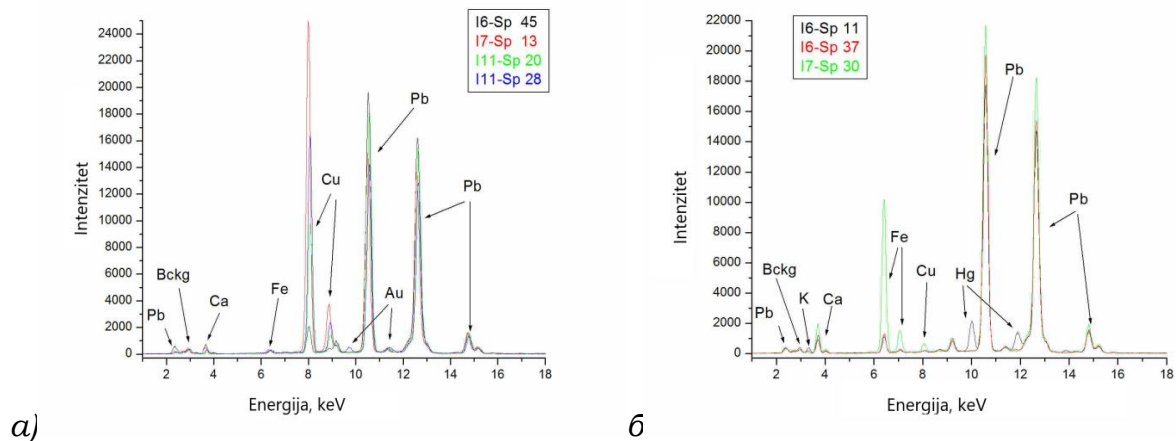 I6-Sp 45
I7-Sp 13
I11-Sp 20
I11-Sp 28
Intenzitet
24000
22000
20000
18000
16000
14000
12000
10000
8000
6000
4000
2000
0
Pb
Cu
Pb
Bckg
Ca
Pb
Fe
Au
2 4 6 8 10 12 14 16 18
Energija, keV
а)
I6-Sp 11
I6-Sp 37
I7-Sp 30
Intenzitet
22000
20000
18000
16000
14000
12000
10000
8000
6000
4000
2000
0
Pb
Pb
Fe
Bckg
K
Ca
Cu
Hg
Pb
2 4 6 8 10 12 14 16 18
Energija, keV
б